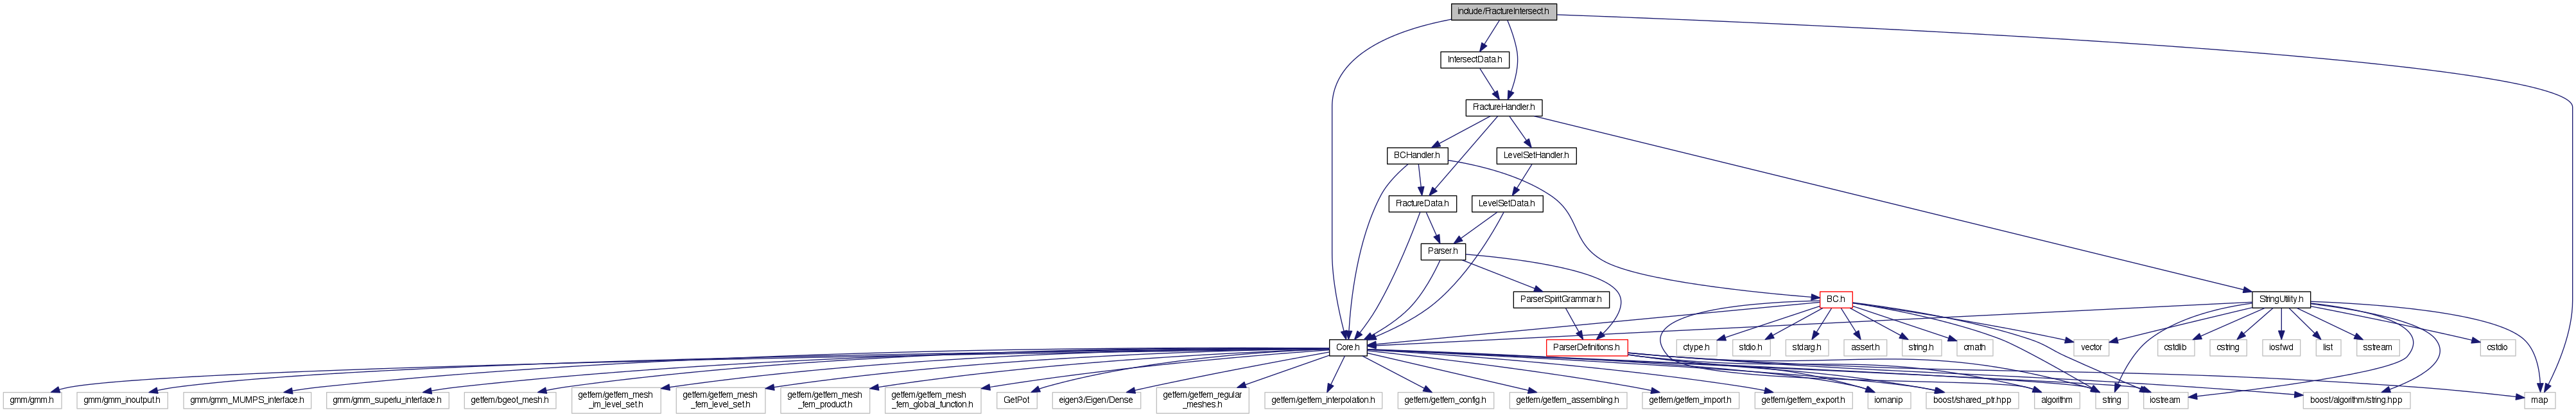 include/FractureIntersect.h
IntersectData.h
FractureHandler.h
BCHandler.h
LevelSetHandler.h
FractureData.h
LevelSetData.h
Parser.h
ParserSpiritGrammar.h
BC.h
StringUtility.h
Core.h
ParserDefinitions.h
ctype.h
stdio.h
stdarg.h
assert.h
string.h
cmath
vector
cstdlib
cstring
iosfwd
list
sstream
cstdio
gmm/gmm.h
gmm/gmm_inoutput.h
gmm/gmm_MUMPS_interface.h
gmm/gmm_superlu_interface.h
getfem/bgeot_mesh.h
getfem/getfem_mesh
_im_level_set.h
getfem/getfem_mesh
_fem_level_set.h
getfem/getfem_mesh
_fem_product.h
getfem/getfem_mesh
_fem_global_function.h
GetPot
eigen3/Eigen/Dense
getfem/getfem_regular
_meshes.h
getfem/getfem_interpolation.h
getfem/getfem_config.h
getfem/getfem_assembling.h
getfem/getfem_import.h
getfem/getfem_export.h
iomanip
boost/shared_ptr.hpp
algorithm
string
iostream
boost/algorithm/string.hpp
map